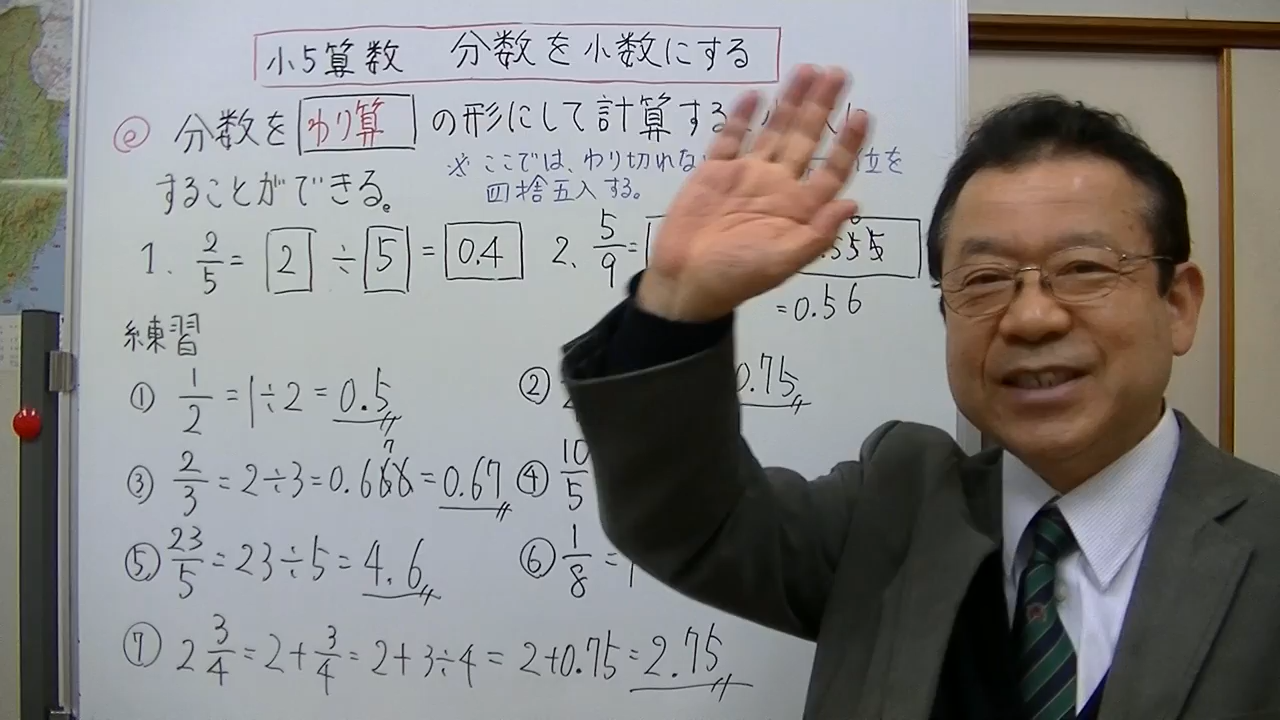 小5算数 分数を小数にする
◎ 分数を わり算 の形にして計算する
することができる。
※ ここでは、わり切れな 位を
四捨五入する。
1. 2/5 = 2 ÷ 5 = 0.4
2. 5/9 = 555
= 0.56
練習
① 1/2 = 1÷2 = 0.5
② 0.75
③ 2/3 = 2÷3 = 0.666 7 = 0.67
④ 10/5
⑤ 23/5 = 23÷5 = 4.6
⑥ 1/8 = 1
⑦ 2 3/4 = 2 + 3/4 = 2 + 3÷4 = 2+0.75 = 2.75